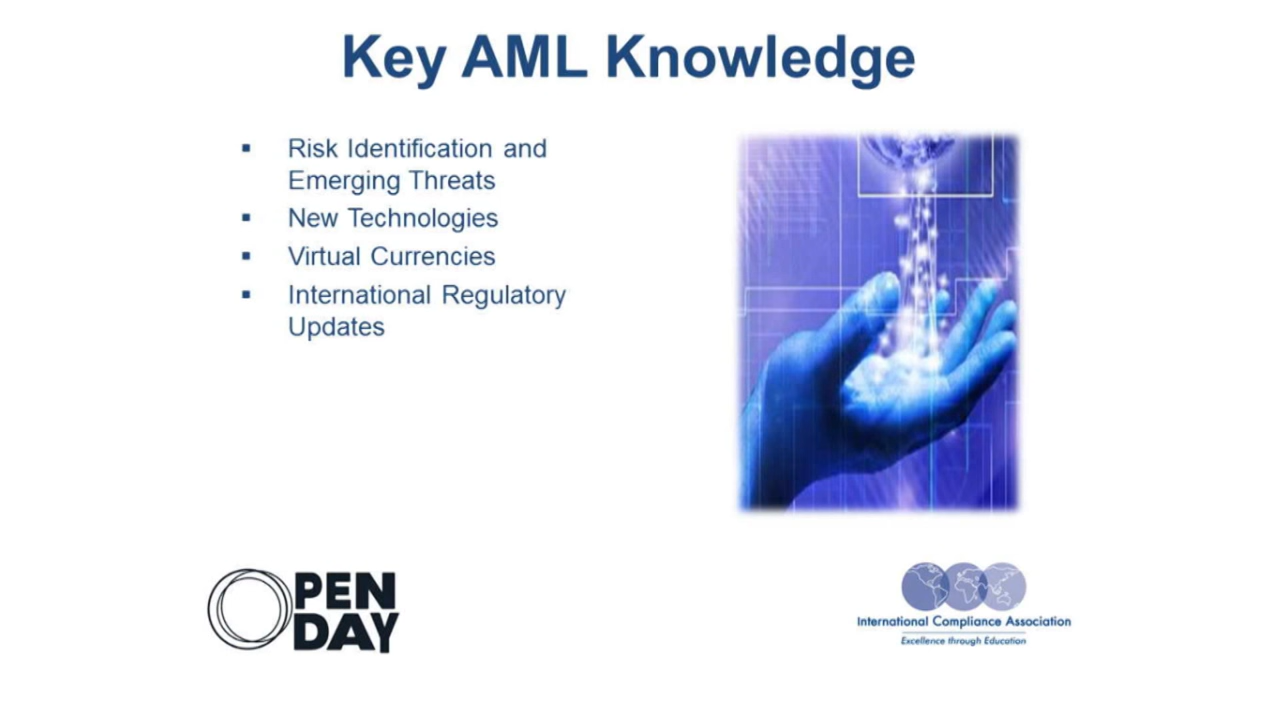 Key AML Knowledge
▪ Risk Identification and
Emerging Threats
▪ New Technologies
▪ Virtual Currencies
▪ International Regulatory
Updates
OPEN
DAY
International Compliance Association
Excellence through Education